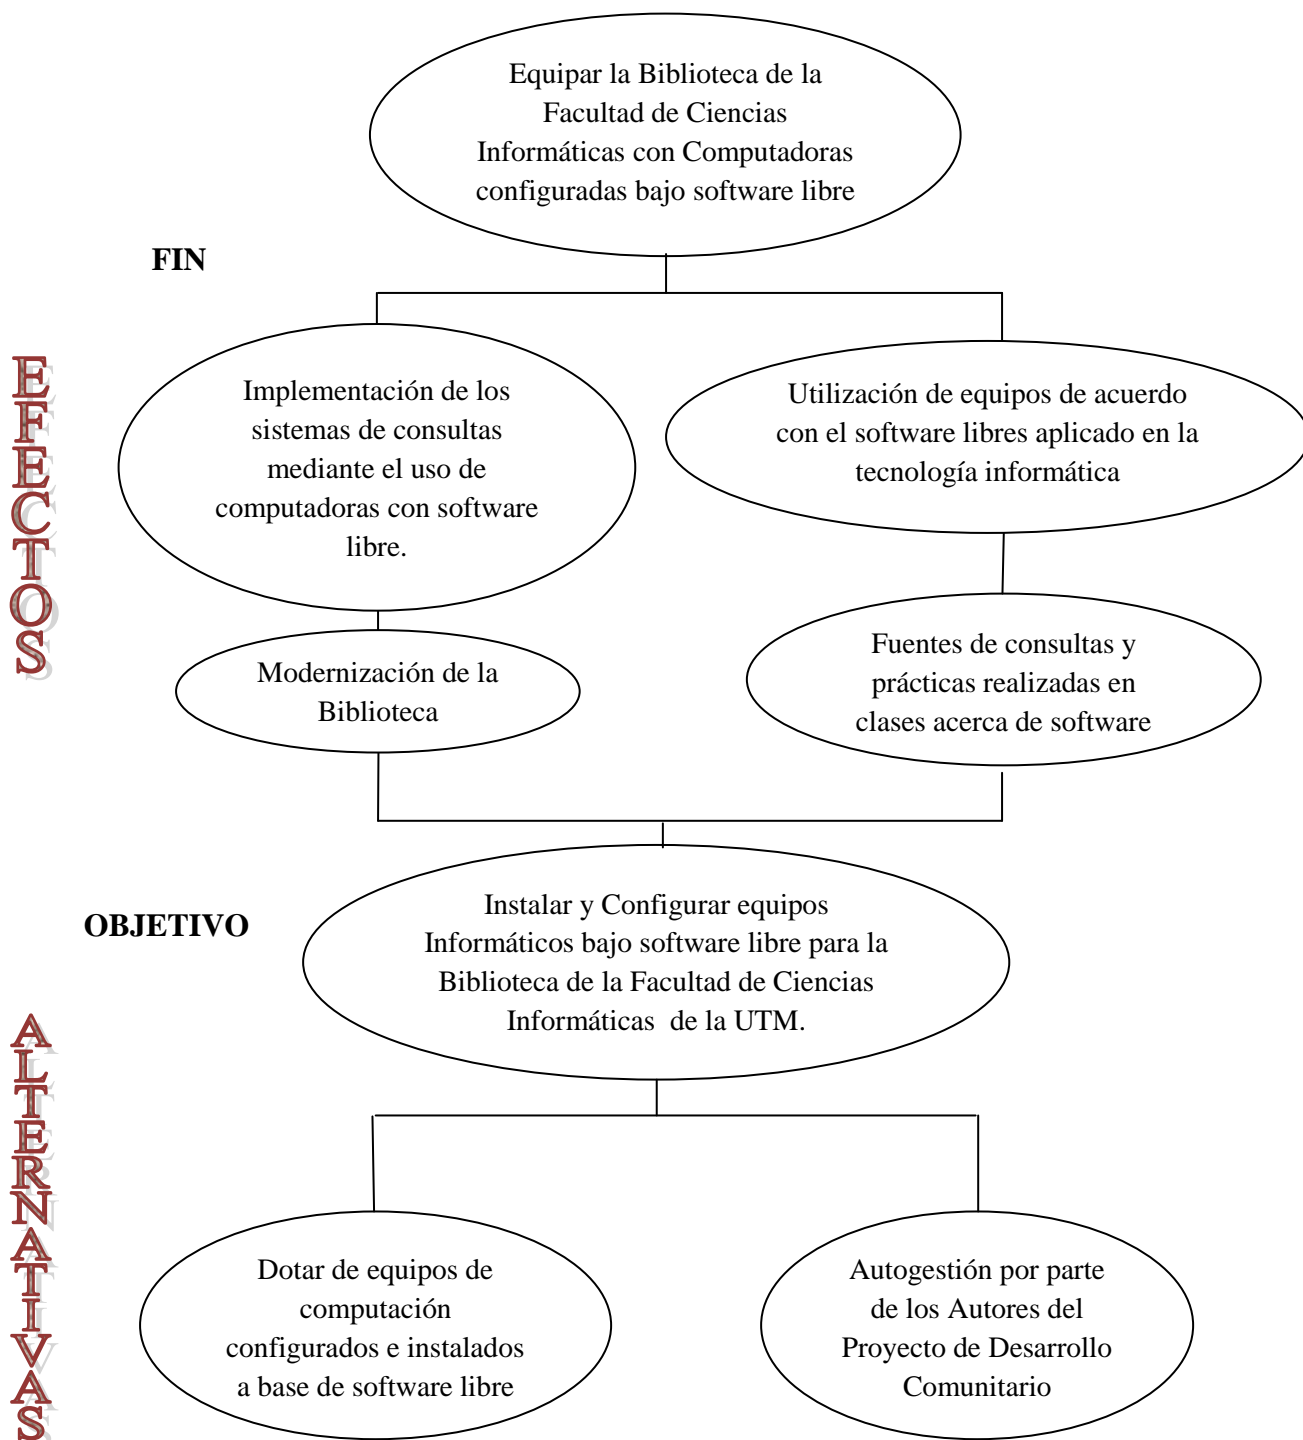 Equipar la Biblioteca de la
Facultad de Ciencias
Informáticas con Computadoras
configuradas bajo software libre
FIN
EFECTOS
Implementación de los
sistemas de consultas
mediante el uso de
computadoras con software
libre.
Utilización de equipos de acuerdo
con el software libres aplicado en la
tecnología informática
Modernización de la
Biblioteca
Fuentes de consultas y
prácticas realizadas en
clases acerca de software
OBJETIVO
Instalar y Configurar equipos
Informáticos bajo software libre para la
Biblioteca de la Facultad de Ciencias
Informáticas de la UTM.
ALTERNATIVAS
Dotar de equipos de
computación
configurados e instalados
a base de software libre
Autogestión por parte
de los Autores del
Proyecto de Desarrollo
Comunitario